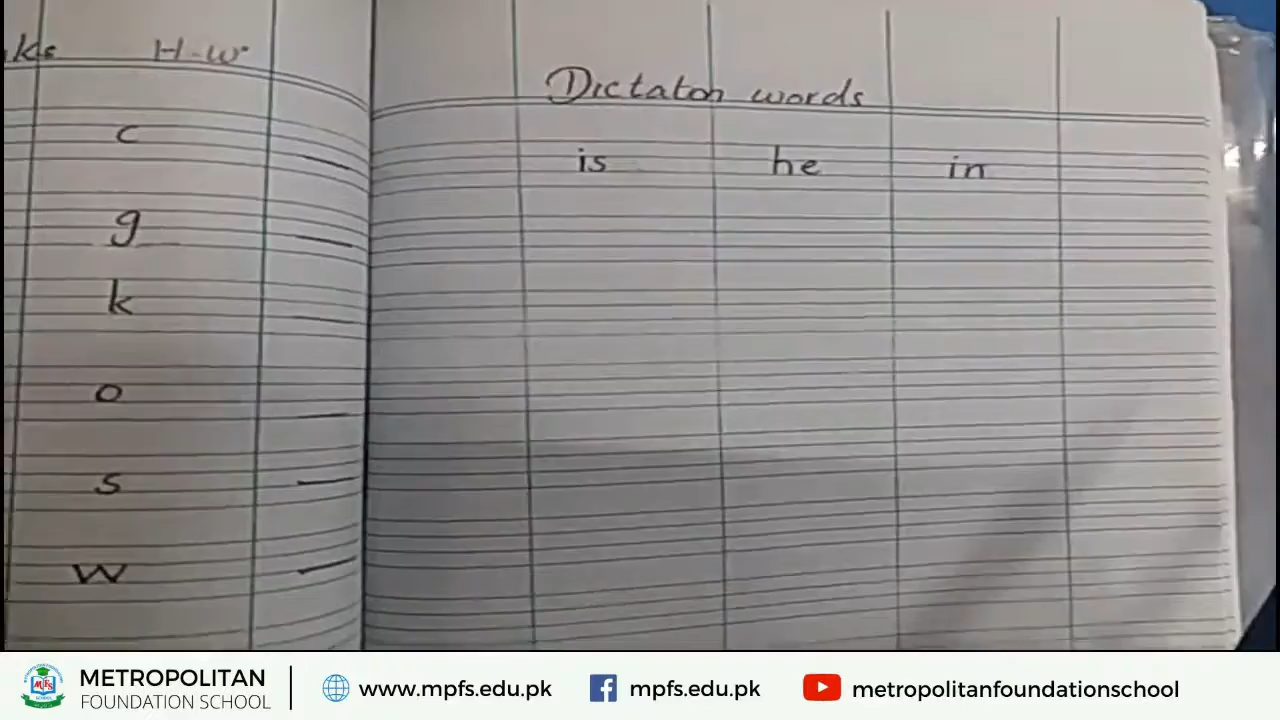 H-w
c
g
k
o
s
w
Dictaton words
is he in
METROPOLITAN
FOUNDATION SCHOOL
www.mpfs.edu.pk
mpfs.edu.pk
metropolitanfoundationschool